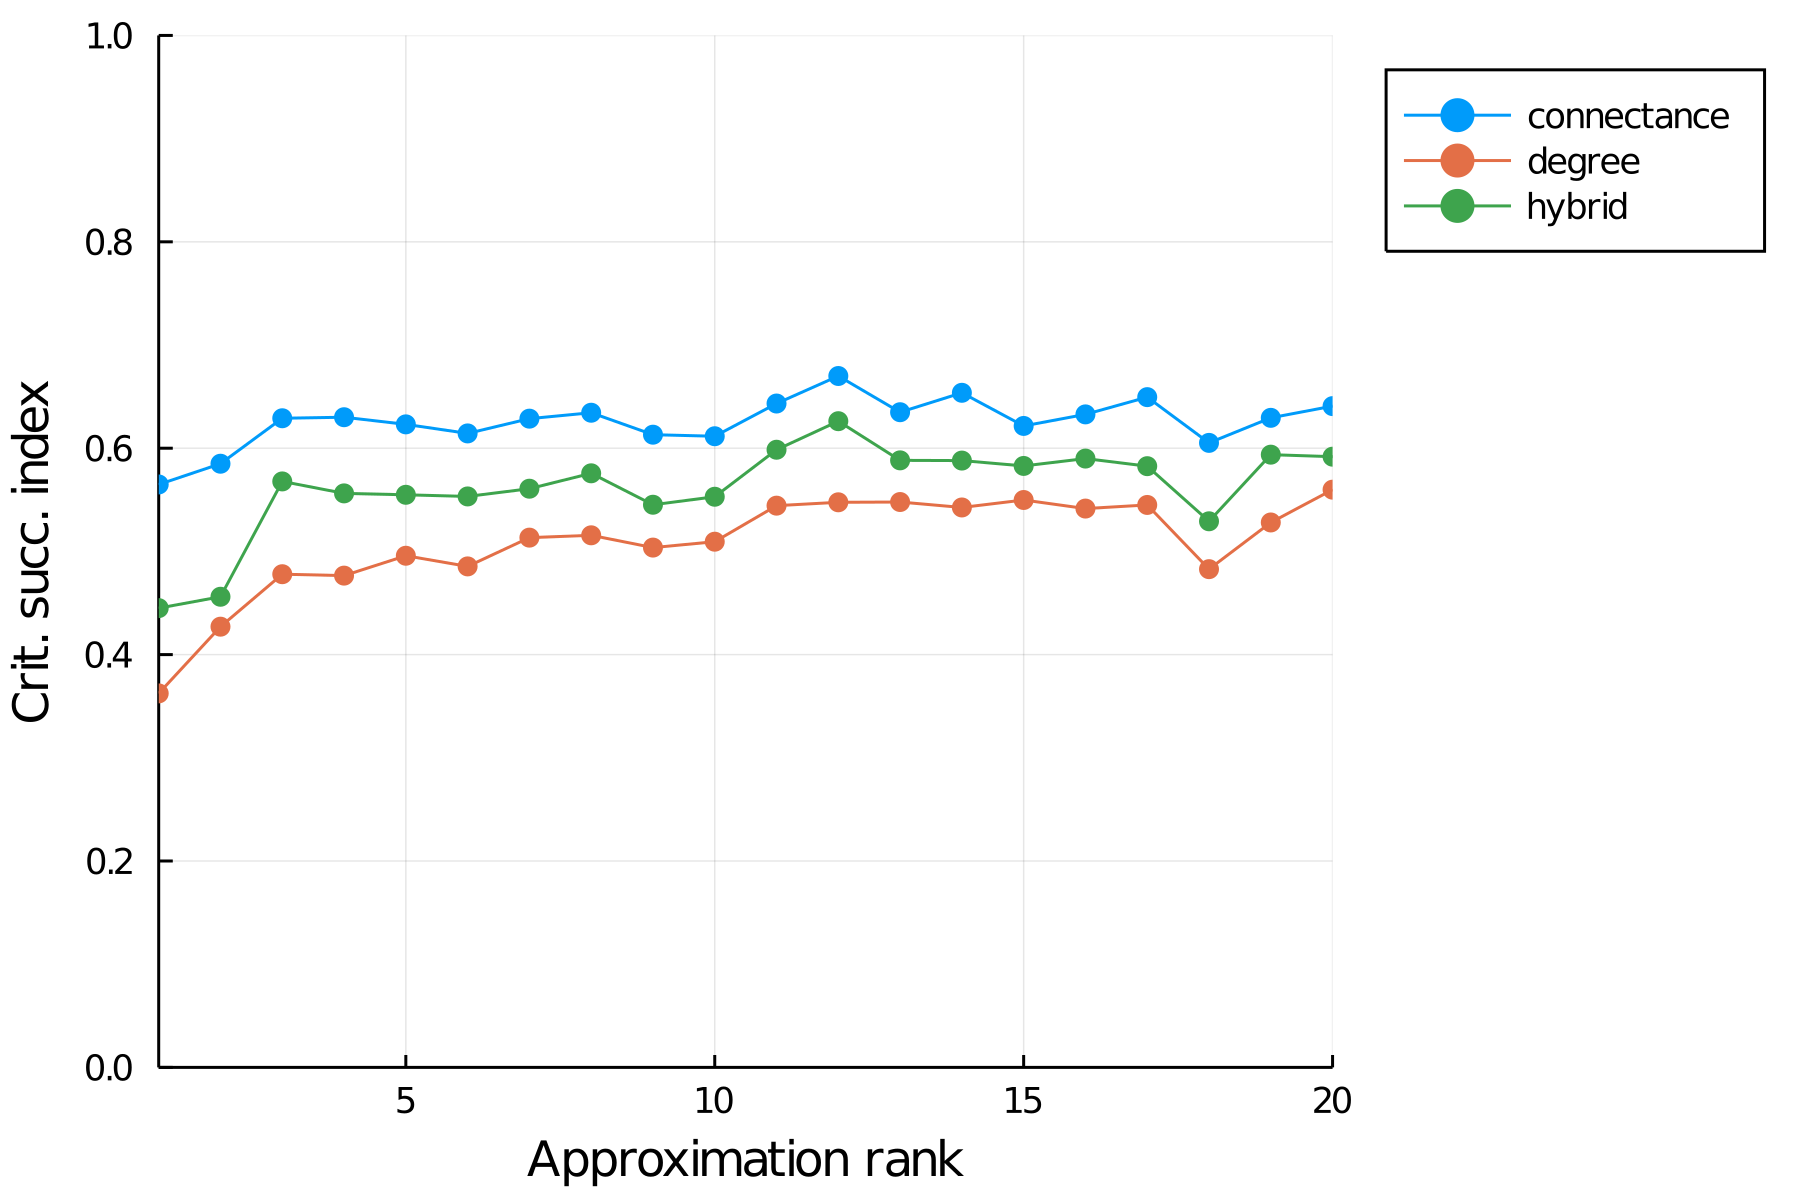 1.0
0.8
0.6
0.4
0.2
0.0
Crit. succ. index
5 10 15 20
Approximation rank
connectance
degree
hybrid